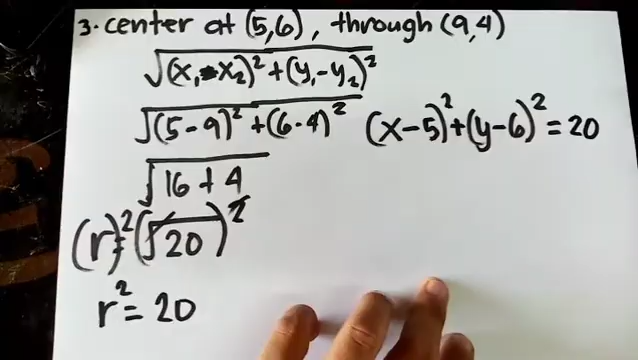 3. center at (5,6), through (9,4)
√(x₁-x₂)²+(y₁-y₂)²
√(5-9)²+(6-4)² (x-5)²+(y-6)²=20
√16+4
(r)²=(√20)²
r²=20